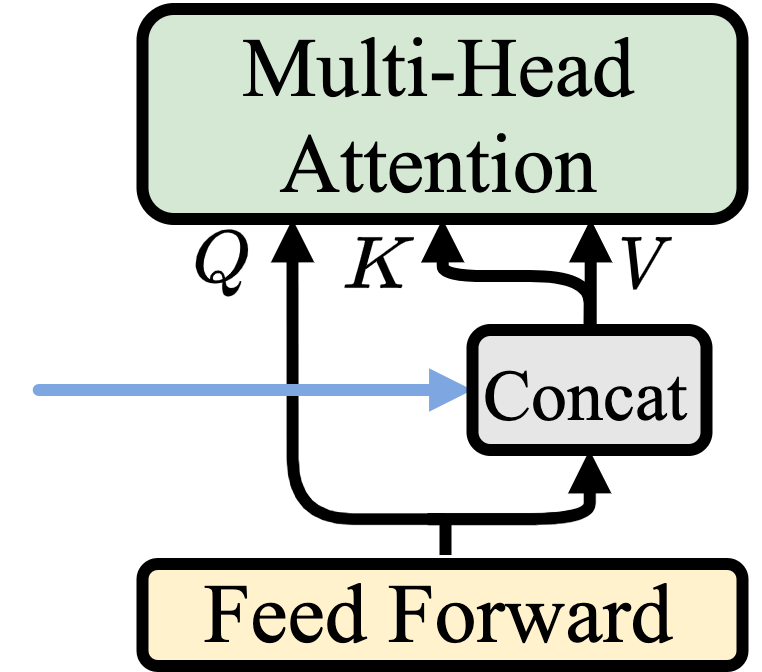 Multi-Head
Attention
Q K V
Concat
Feed Forward